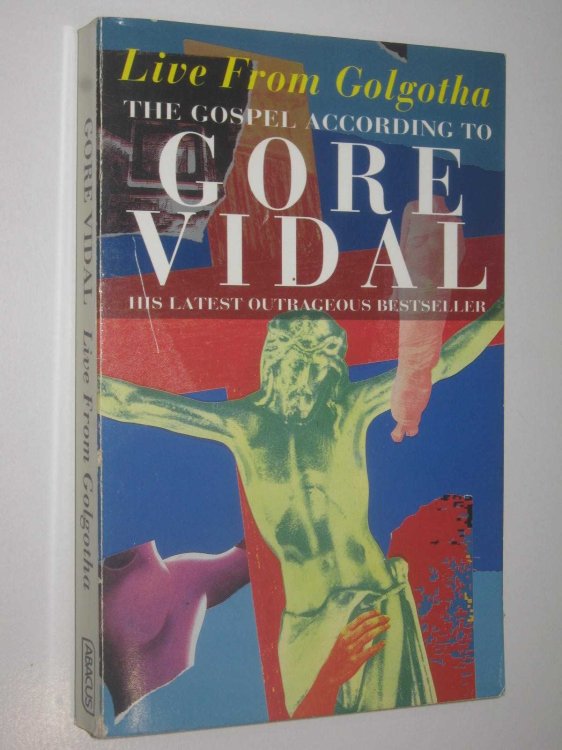 Live From Golgotha
THE GOSPEL ACCORDING TO
GORE
VIDAL
HIS LATEST OUTRAGEOUS BESTSELLER
GORE VIDAL Live From Golgotha
ABACUS